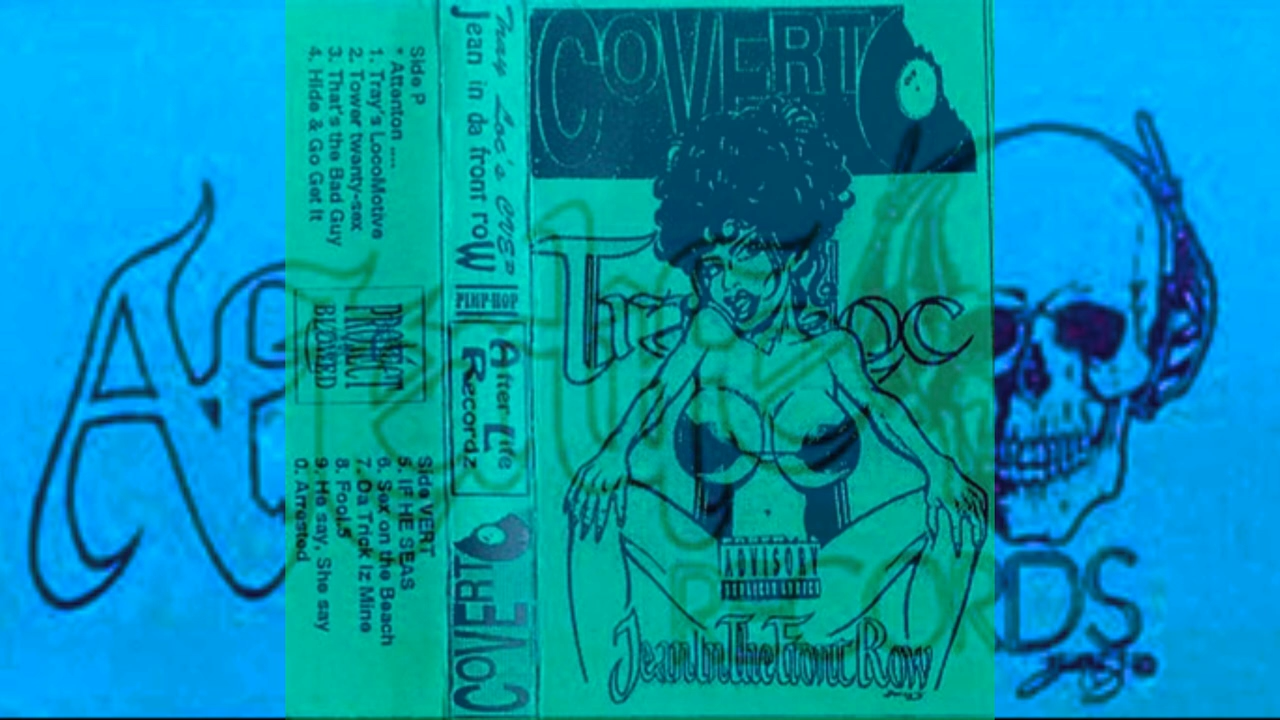 Side P
* Attenton ....
1. Tray's LocoMotive
2. Tower twenty-sex
3. That's the Bad Guy
4. Hide & Go Get It
Side VERT
5. IF HE SEAS
6. Sex on the Beach
7. Da Trick Iz Mine
8. FooLs
9. He say, She say
0. Arrested
Tray Loc's
Jean in da front roW
PIMP-HOP
After Life
Recordz
COVERT
COVERT
Tray Loc
ADVISORY
Jean In The Front Row
RDS